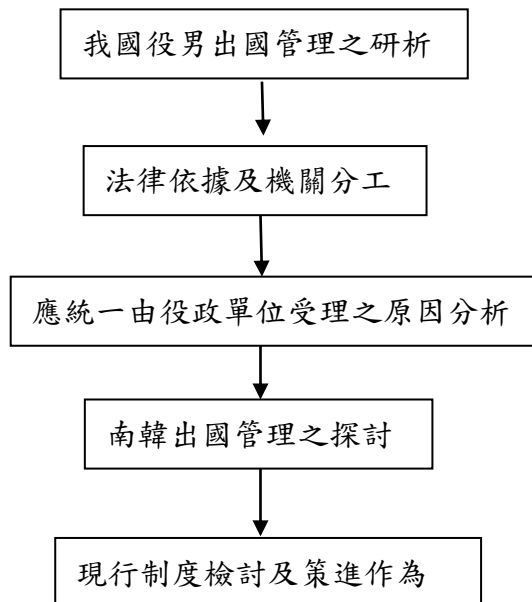 我國役男出國管理之研析
法律依據及機關分工
應統一由役政單位受理之原因分析
南韓出國管理之探討
現行制度檢討及策進作為